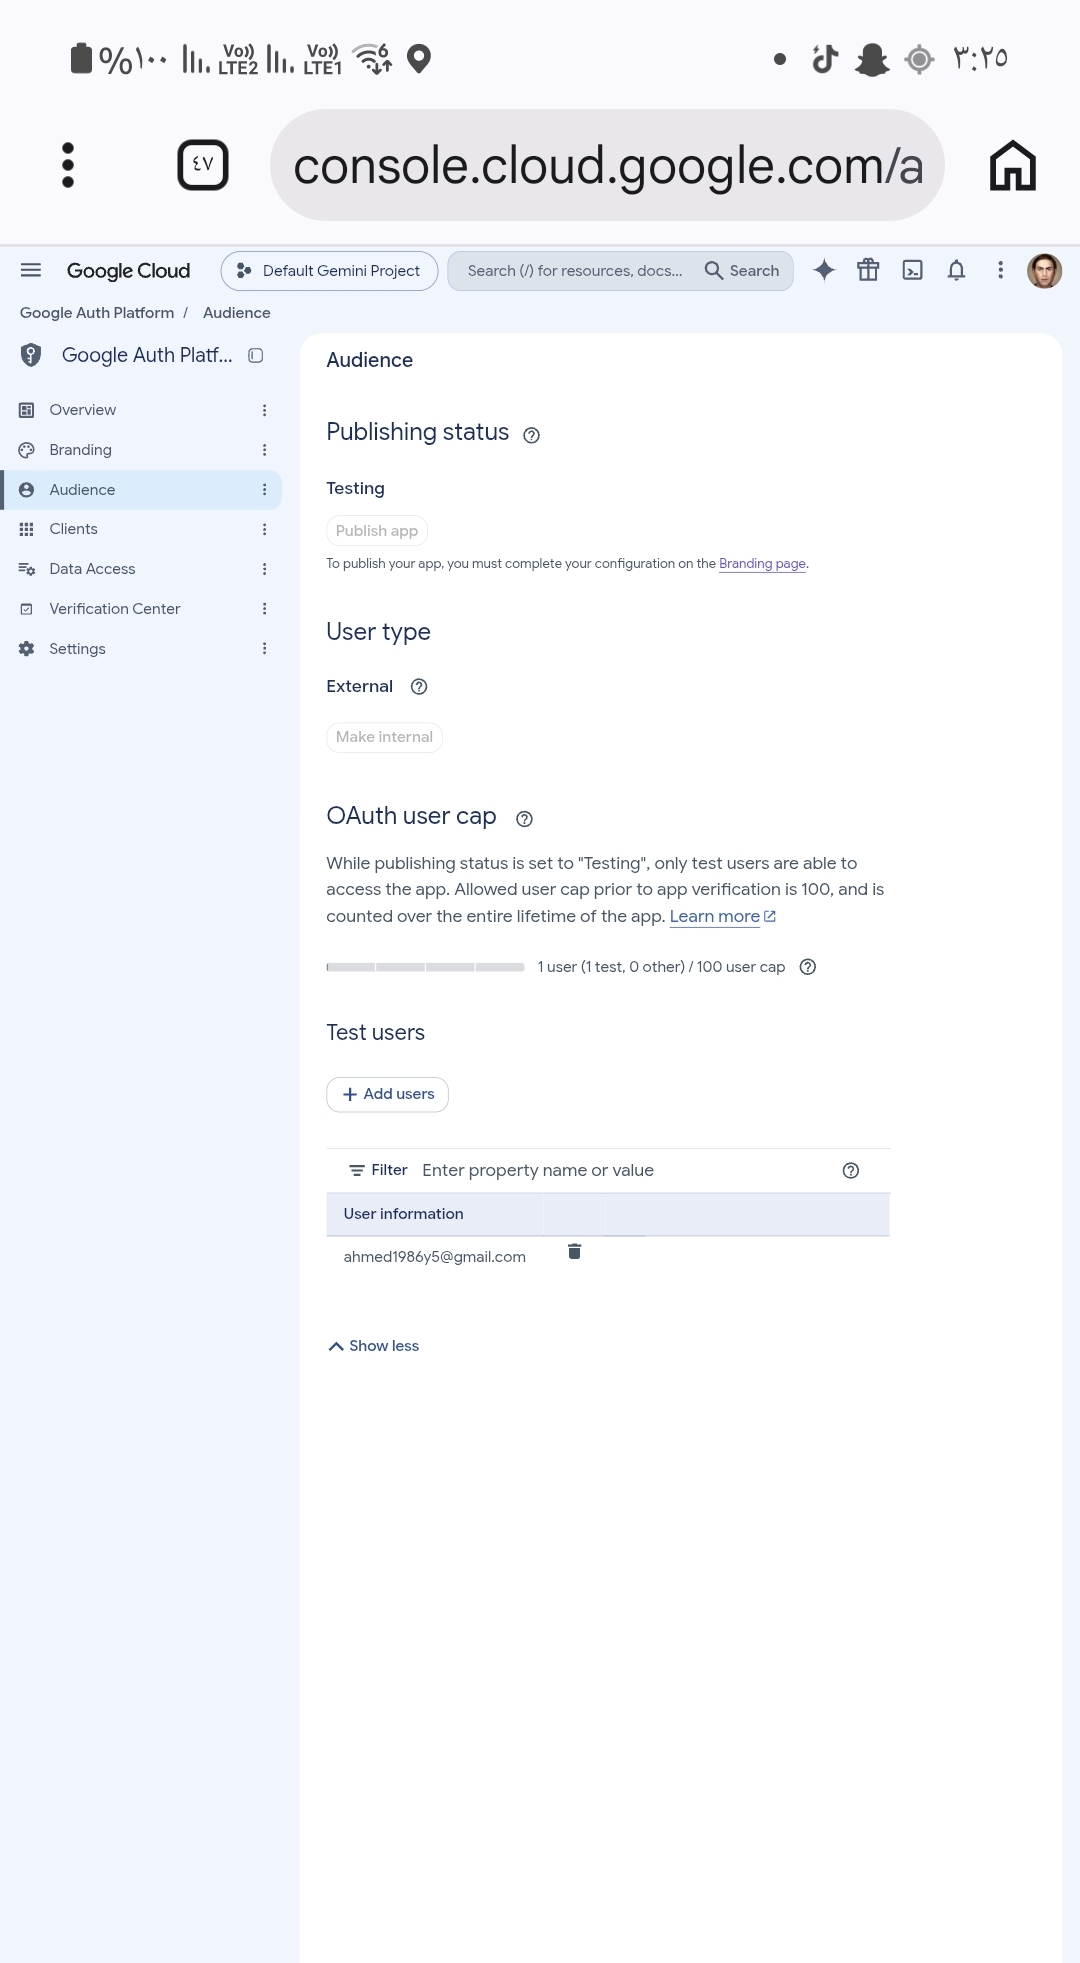 %١٠٠ Vo)) LTE2 Vo)) LTE1 6 ٣:٢٥
٤٧ console.cloud.google.com/a
Google Cloud Default Gemini Project Search (/) for resources, docs... Search
Google Auth Platform / Audience
Google Auth Platf...
Overview
Branding
Audience
Clients
Data Access
Verification Center
Settings
Audience
Publishing status
Testing
Publish app
To publish your app, you must complete your configuration on the Branding page.
User type
External
Make internal
OAuth user cap
While publishing status is set to "Testing", only test users are able to
access the app. Allowed user cap prior to app verification is 100, and is
counted over the entire lifetime of the app. Learn more
1 user (1 test, 0 other) / 100 user cap
Test users
Add users
Filter Enter property name or value
User information
ahmed1986y5@gmail.com
Show less